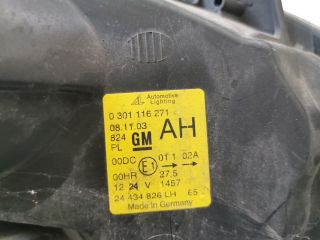 AL Automotive Lighting
0 301 116 271
08.11.03
824 GM AH
PL
00DC E1 01 1 02A
00HR 27.5
12 24 V 1457
24 434 826 LH E5
Made in Germany